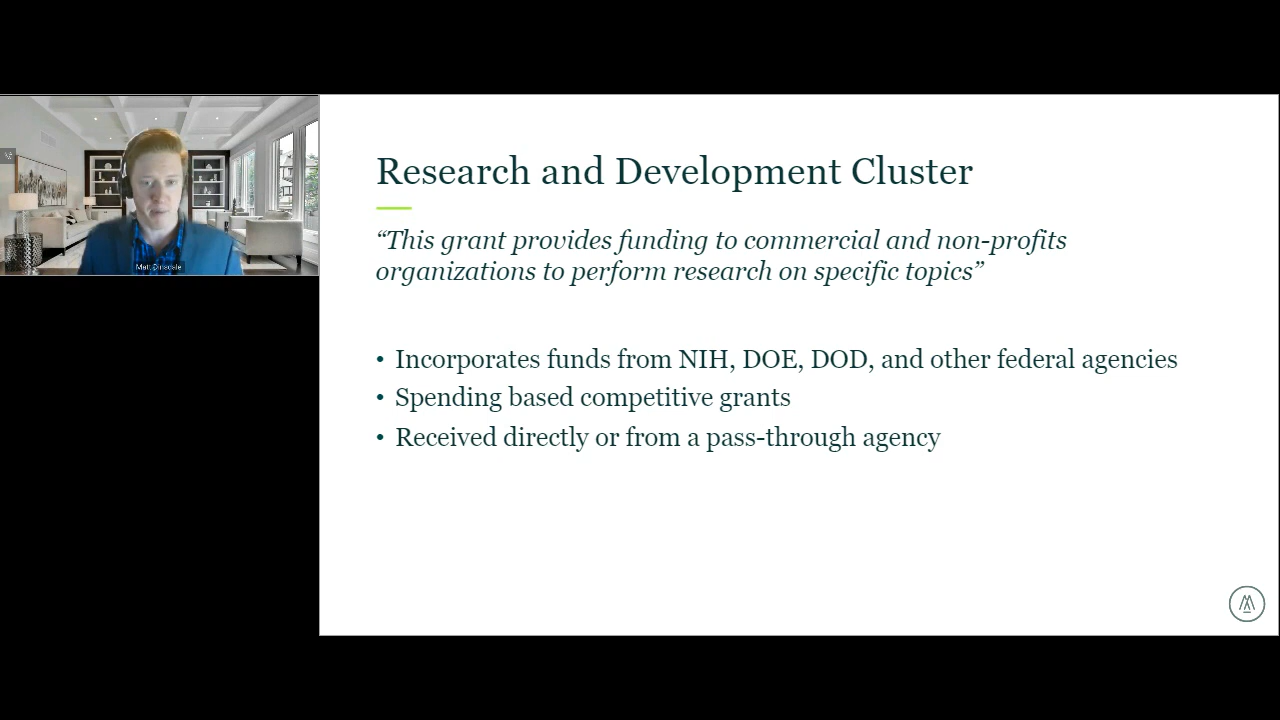 Matt Dinsdale
Research and Development Cluster
“This grant provides funding to commercial and non-profits
organizations to perform research on specific topics”
• Incorporates funds from NIH, DOE, DOD, and other federal agencies
• Spending based competitive grants
• Received directly or from a pass-through agency